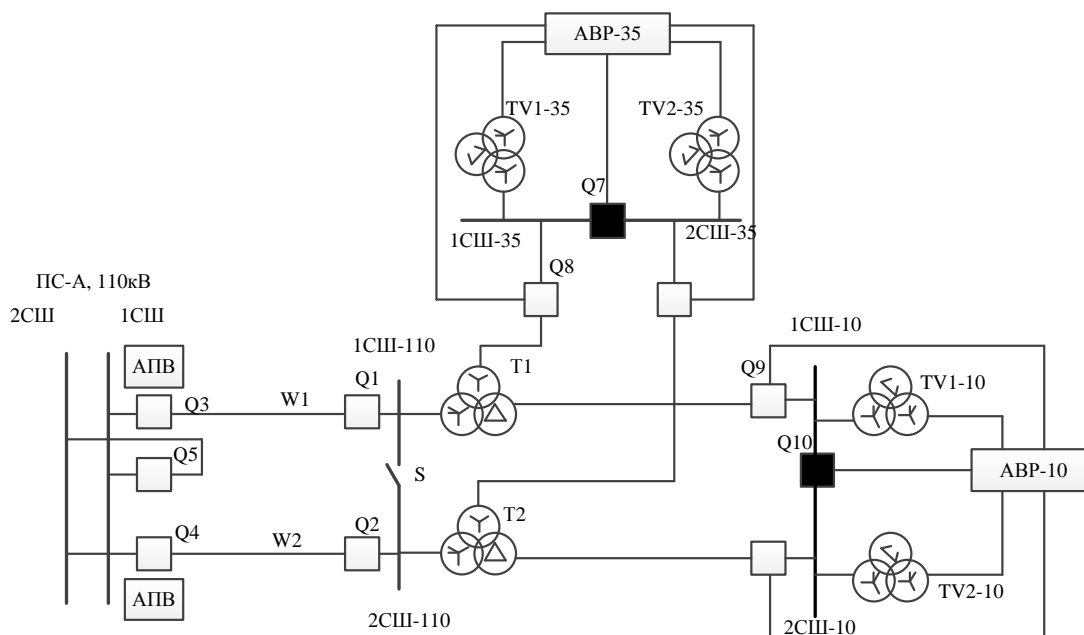 АВР-35
TV1-35
TV2-35
Q7
1СШ-35
2СШ-35
Q8
ПС-А, 110кВ
2СШ
1СШ
1СШ-110
1СШ-10
АПВ
T1
Q9
TV1-10
Q3
W1
Q1
Q10
Q5
S
АВР-10
Q4
W2
Q2
T2
АПВ
TV2-10
2СШ-110
2СШ-10